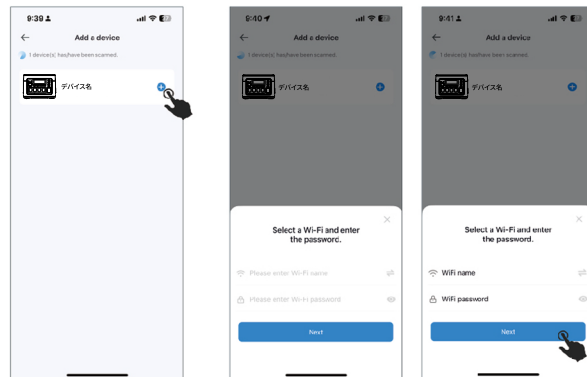 9:39
Add a device
1 device(s) has/have been scanned.
デバイス名
9:40
Add a device
1 device(s) has/have been scanned.
デバイス名
Select a Wi-Fi and enter
the password.
Please enter Wi-Fi name
Please enter Wi-Fi password
Next
9:41
Add a device
1 device(s) has/have been scanned.
デバイス名
Select a Wi-Fi and enter
the password.
WiFi name
WiFi password
Next